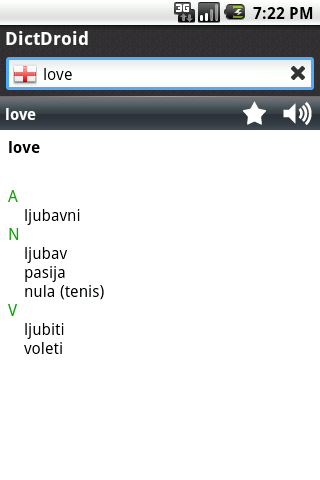 3G 7:22 PM
DictDroid
love
love
love
A
ljubavni
N
ljubav
pasija
nula (tenis)
V
ljubiti
voleti